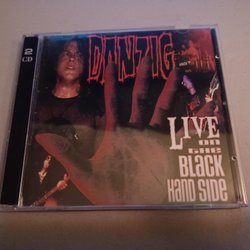 2
CD
DANZIG
LIVE
on
the
BLACK
HAND SIDE